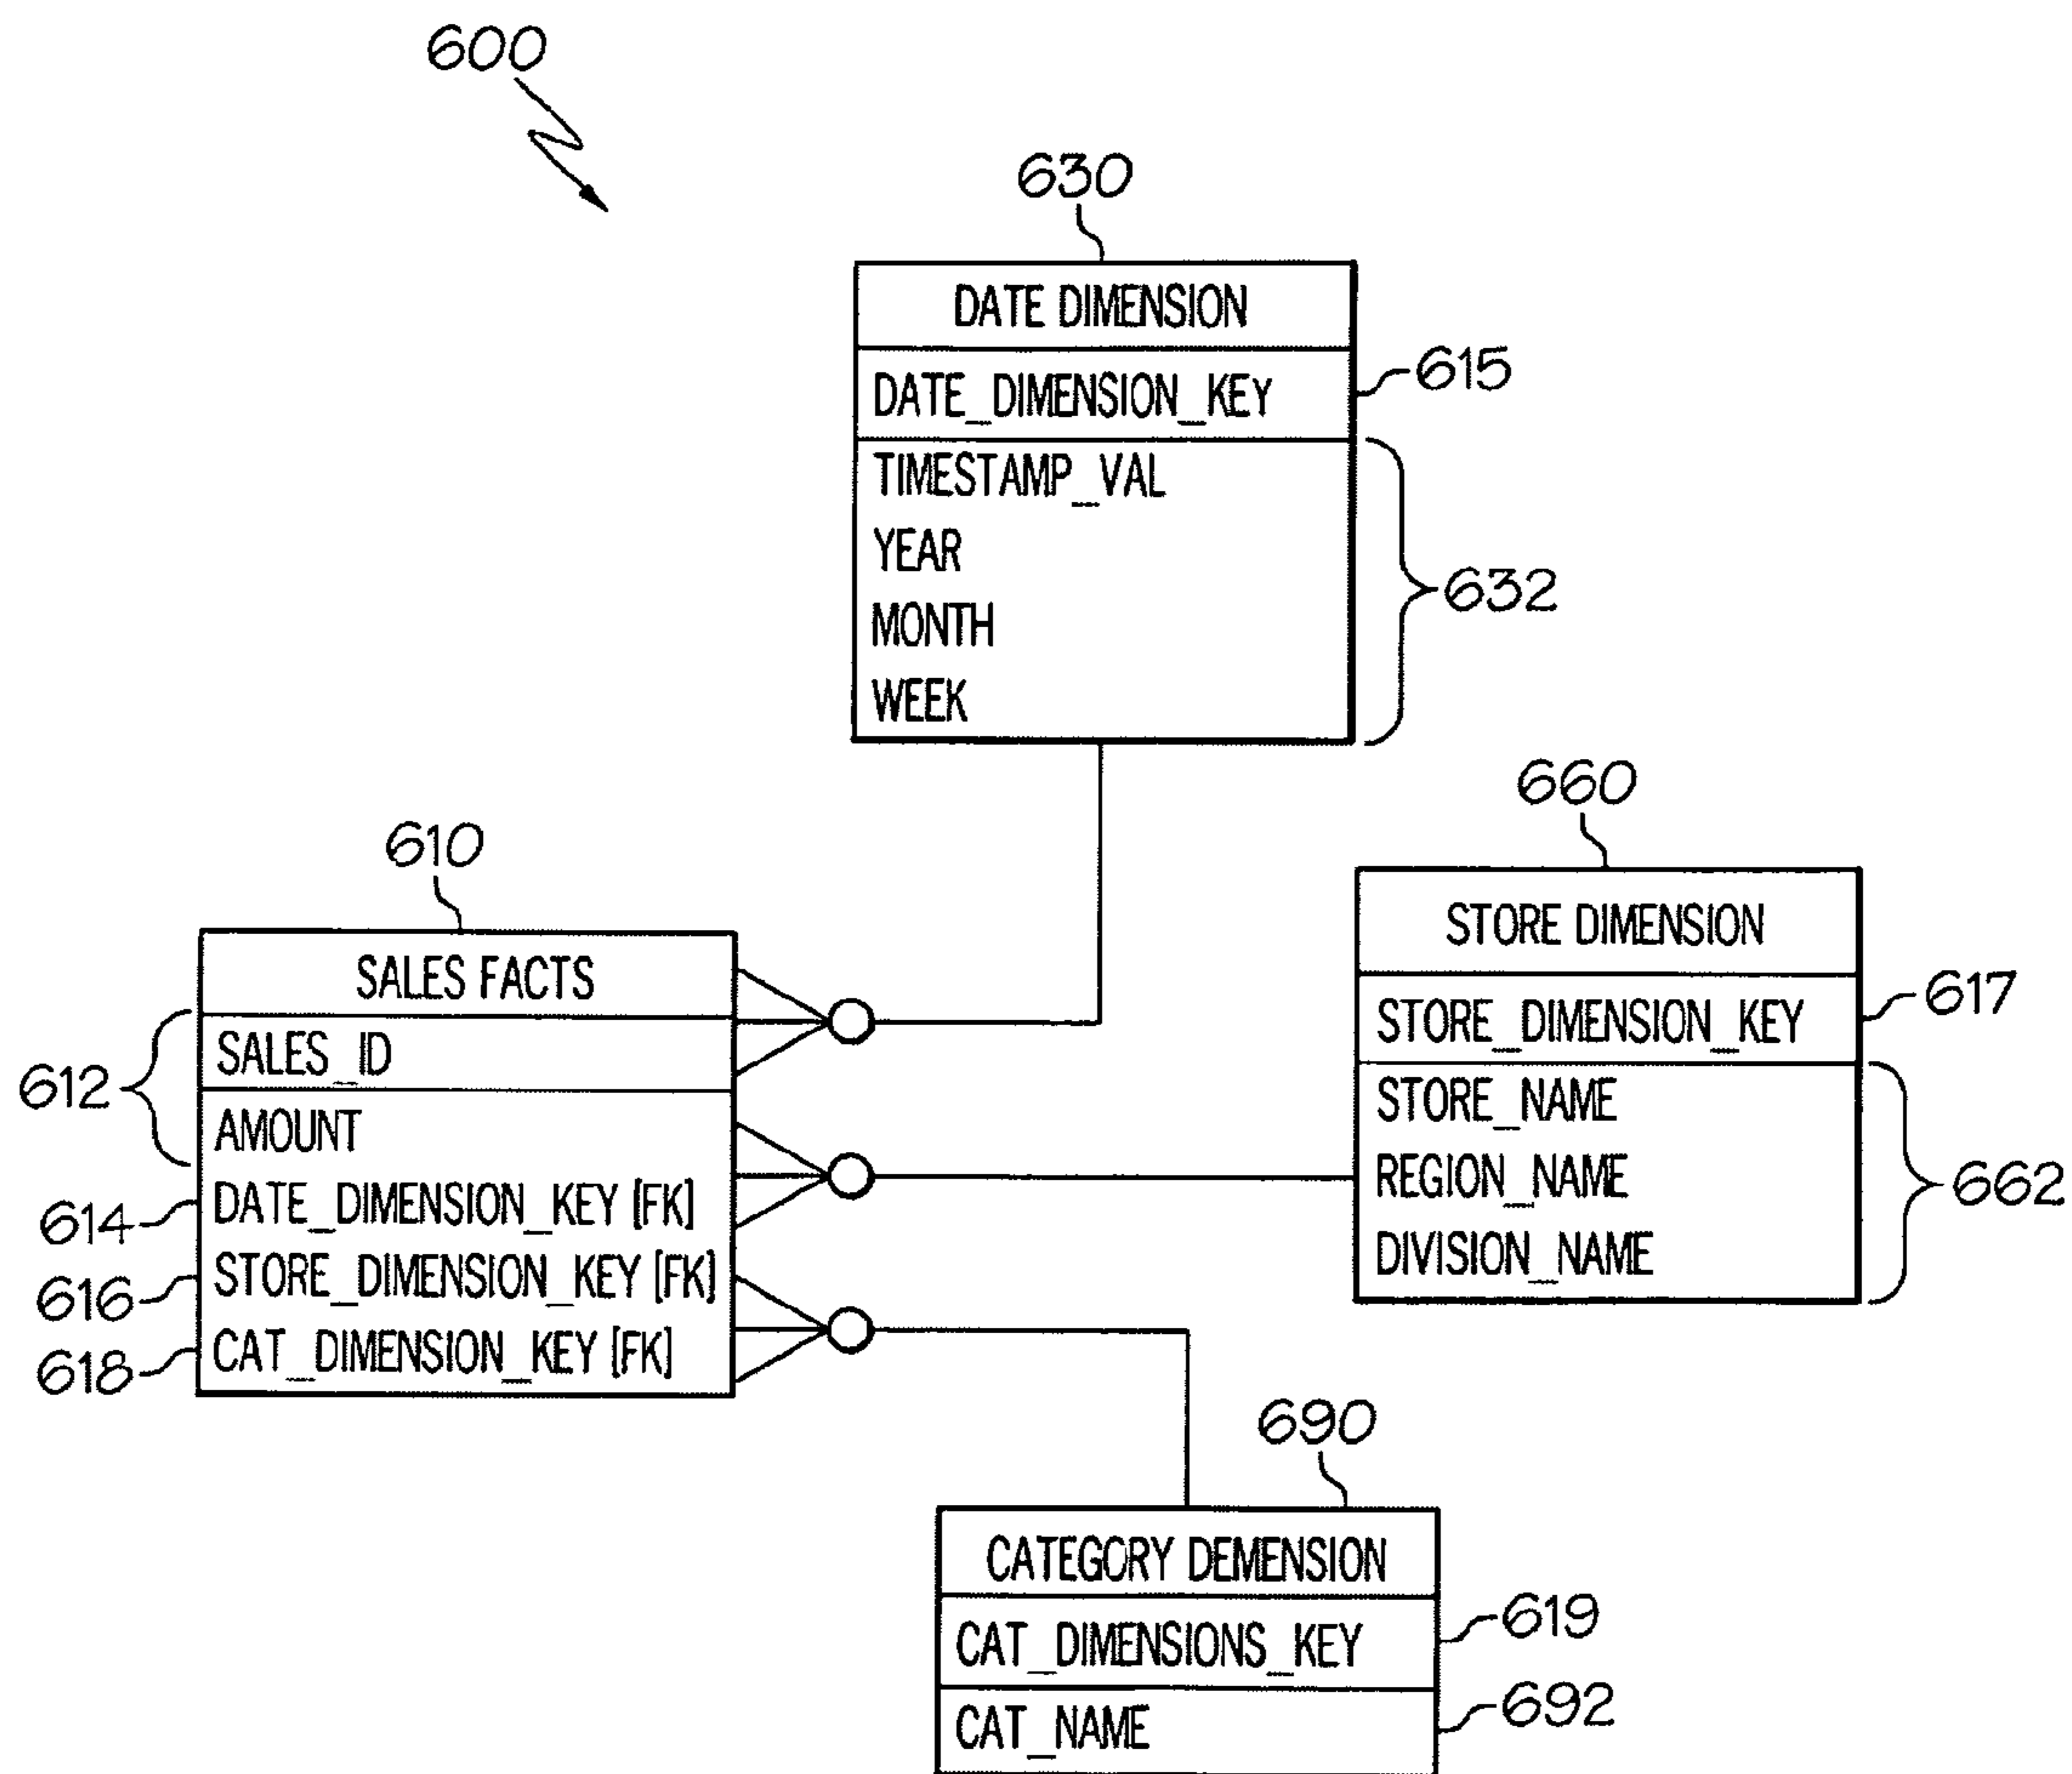 600
630
DATE DIMENSION
DATE_DIMENSION_KEY
615
TIMESTAMP_VAL
YEAR
MONTH
WEEK
632
610
SALES FACTS
SALES_ID
612
AMOUNT
DATE_DIMENSION_KEY [FK]
614
STORE_DIMENSION_KEY [FK]
616
CAT_DIMENSION_KEY [FK]
618
660
STORE DIMENSION
STORE_DIMENSION_KEY
617
STORE_NAME
REGION_NAME
DIVISION_NAME
662
690
CATEGORY DEMENSION
CAT_DIMENSIONS_KEY
619
CAT_NAME
692